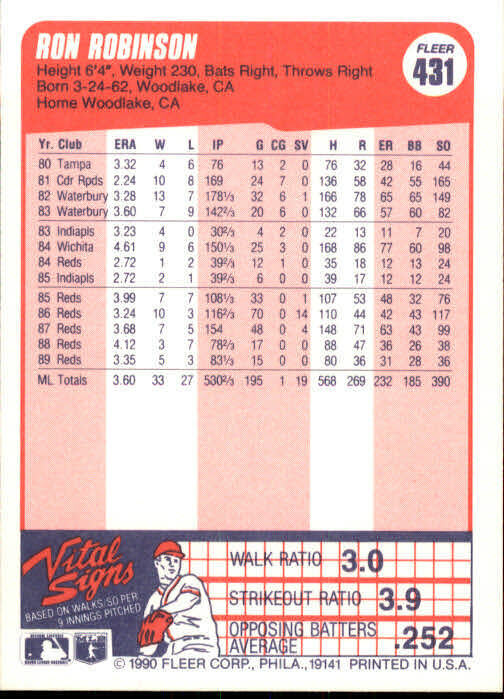 RON ROBINSON
FLEER
431
Height 6'4", Weight 230, Bats Right, Throws Right
Born 3-24-62, Woodlake, CA
Home Woodlake, CA
Yr. Club ERA W L IP G CG SV H R ER BB SO
80 Tampa 3.32 4 6 76 13 2 0 76 32 28 16 44
81 Cdr Rpds 2.24 10 8 169 24 7 0 136 58 42 55 165
82 Waterbury 3.28 13 7 178⅓ 32 6 1 166 78 65 65 149
83 Waterbury 3.60 7 9 142⅔ 20 6 0 132 66 57 60 82
83 Indiapls 3.23 4 0 30⅔ 4 2 0 22 13 11 7 20
84 Wichita 4.61 9 6 150⅓ 25 3 0 168 86 77 60 98
84 Reds 2.72 1 2 39⅔ 12 1 0 35 18 12 13 24
85 Indiapls 2.72 2 1 39⅔ 6 0 0 39 17 12 12 24
85 Reds 3.99 7 7 108⅓ 33 0 1 107 53 48 32 76
86 Reds 3.24 10 3 116⅔ 70 0 14 110 44 42 43 117
87 Reds 3.68 7 5 154 48 0 4 148 71 63 43 99
88 Reds 4.12 3 7 78⅔ 17 0 0 88 47 36 26 38
89 Reds 3.35 5 3 83⅓ 15 0 0 80 36 31 28 36
ML Totals 3.60 33 27 530⅔ 195 1 19 568 269 232 185 390
Vital Signs
BASED ON WALKS/SO PER
9 INNINGS PITCHED
WALK RATIO 3.0
STRIKEOUT RATIO 3.9
OPPOSING BATTERS
AVERAGE .252
© 1990 FLEER CORP., PHILA., 19141 PRINTED IN U.S.A.